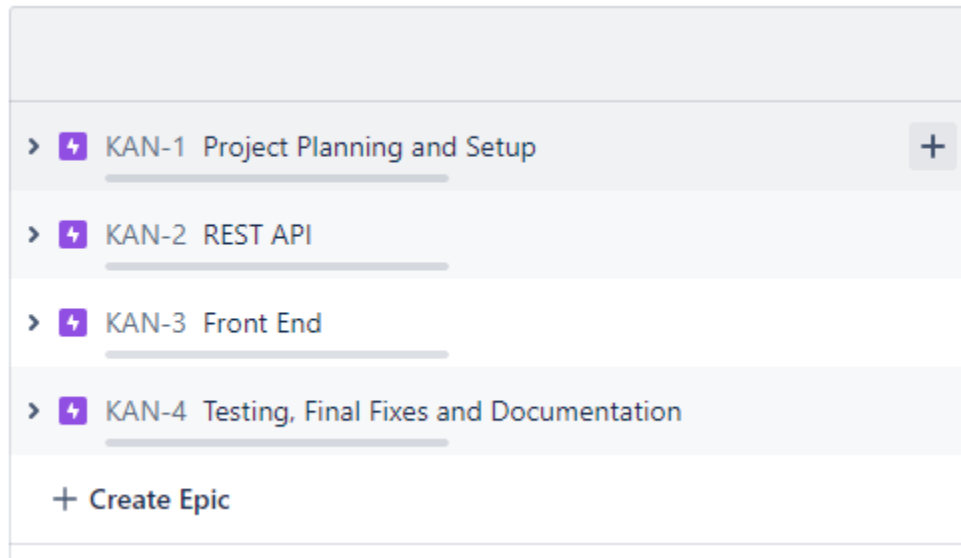 KAN-1 Project Planning and Setup
KAN-2 REST API
KAN-3 Front End
KAN-4 Testing, Final Fixes and Documentation
+ Create Epic